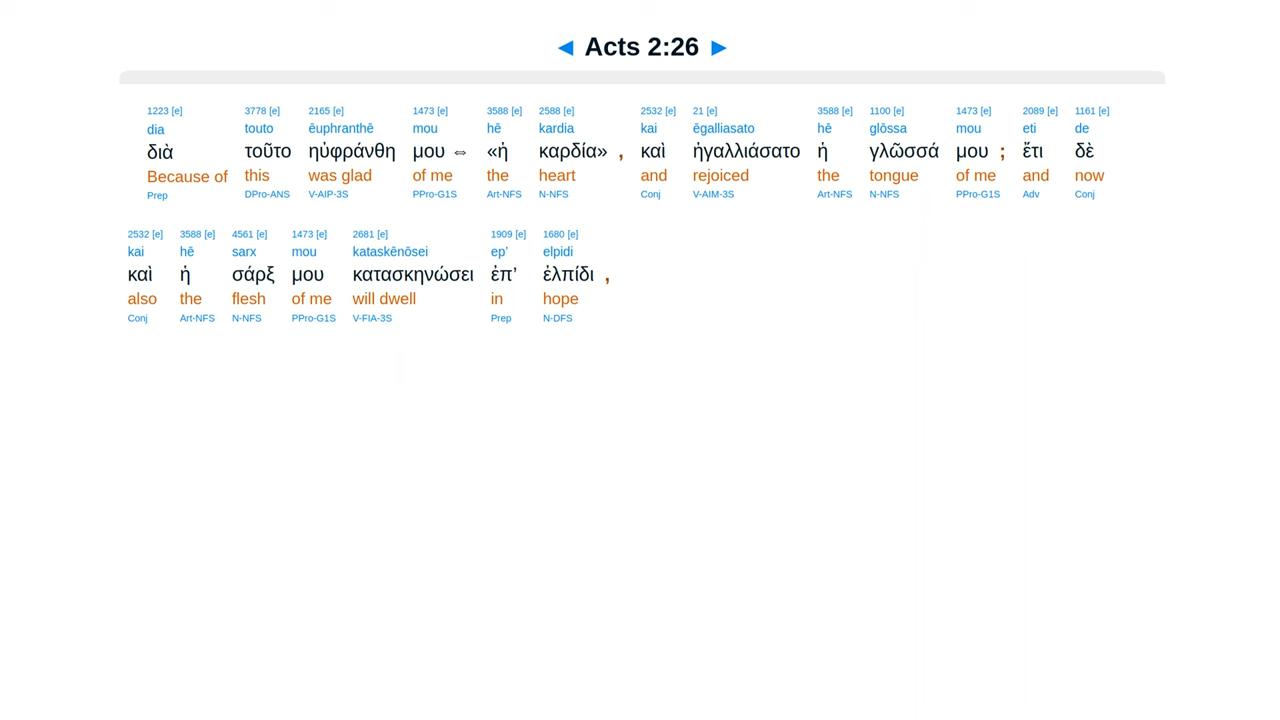 ◄ Acts 2:26 ►
1223 [e] 3778 [e] 2165 [e] 1473 [e] 3588 [e] 2588 [e] 2532 [e] 21 [e] 3588 [e] 1100 [e] 1473 [e] 2089 [e] 1161 [e]
dia touto ēuphranthē mou hē kardia kai ēgalliasato hē glōssa mou eti de
διὰ τοῦτο ηὐφράνθη μου ⇔ «ἡ καρδία» , καὶ ἠγαλλιάσατο ἡ γλῶσσά μου ; ἔτι δὲ
Because of this was glad of me the heart and rejoiced the tongue of me and now
Prep DPro-ANS V-AIP-3S PPro-G1S Art-NFS N-NFS Conj V-AIM-3S Art-NFS N-NFS PPro-G1S Adv Conj
2532 [e] 3588 [e] 4561 [e] 1473 [e] 2681 [e] 1909 [e] 1680 [e]
kai hē sarx mou kataskēnōsei ep’ elpidi
καὶ ἡ σάρξ μου κατασκηνώσει ἐπ’ ἐλπίδι ,
also the flesh of me will dwell in hope
Conj Art-NFS N-NFS PPro-G1S V-FIA-3S Prep N-DFS